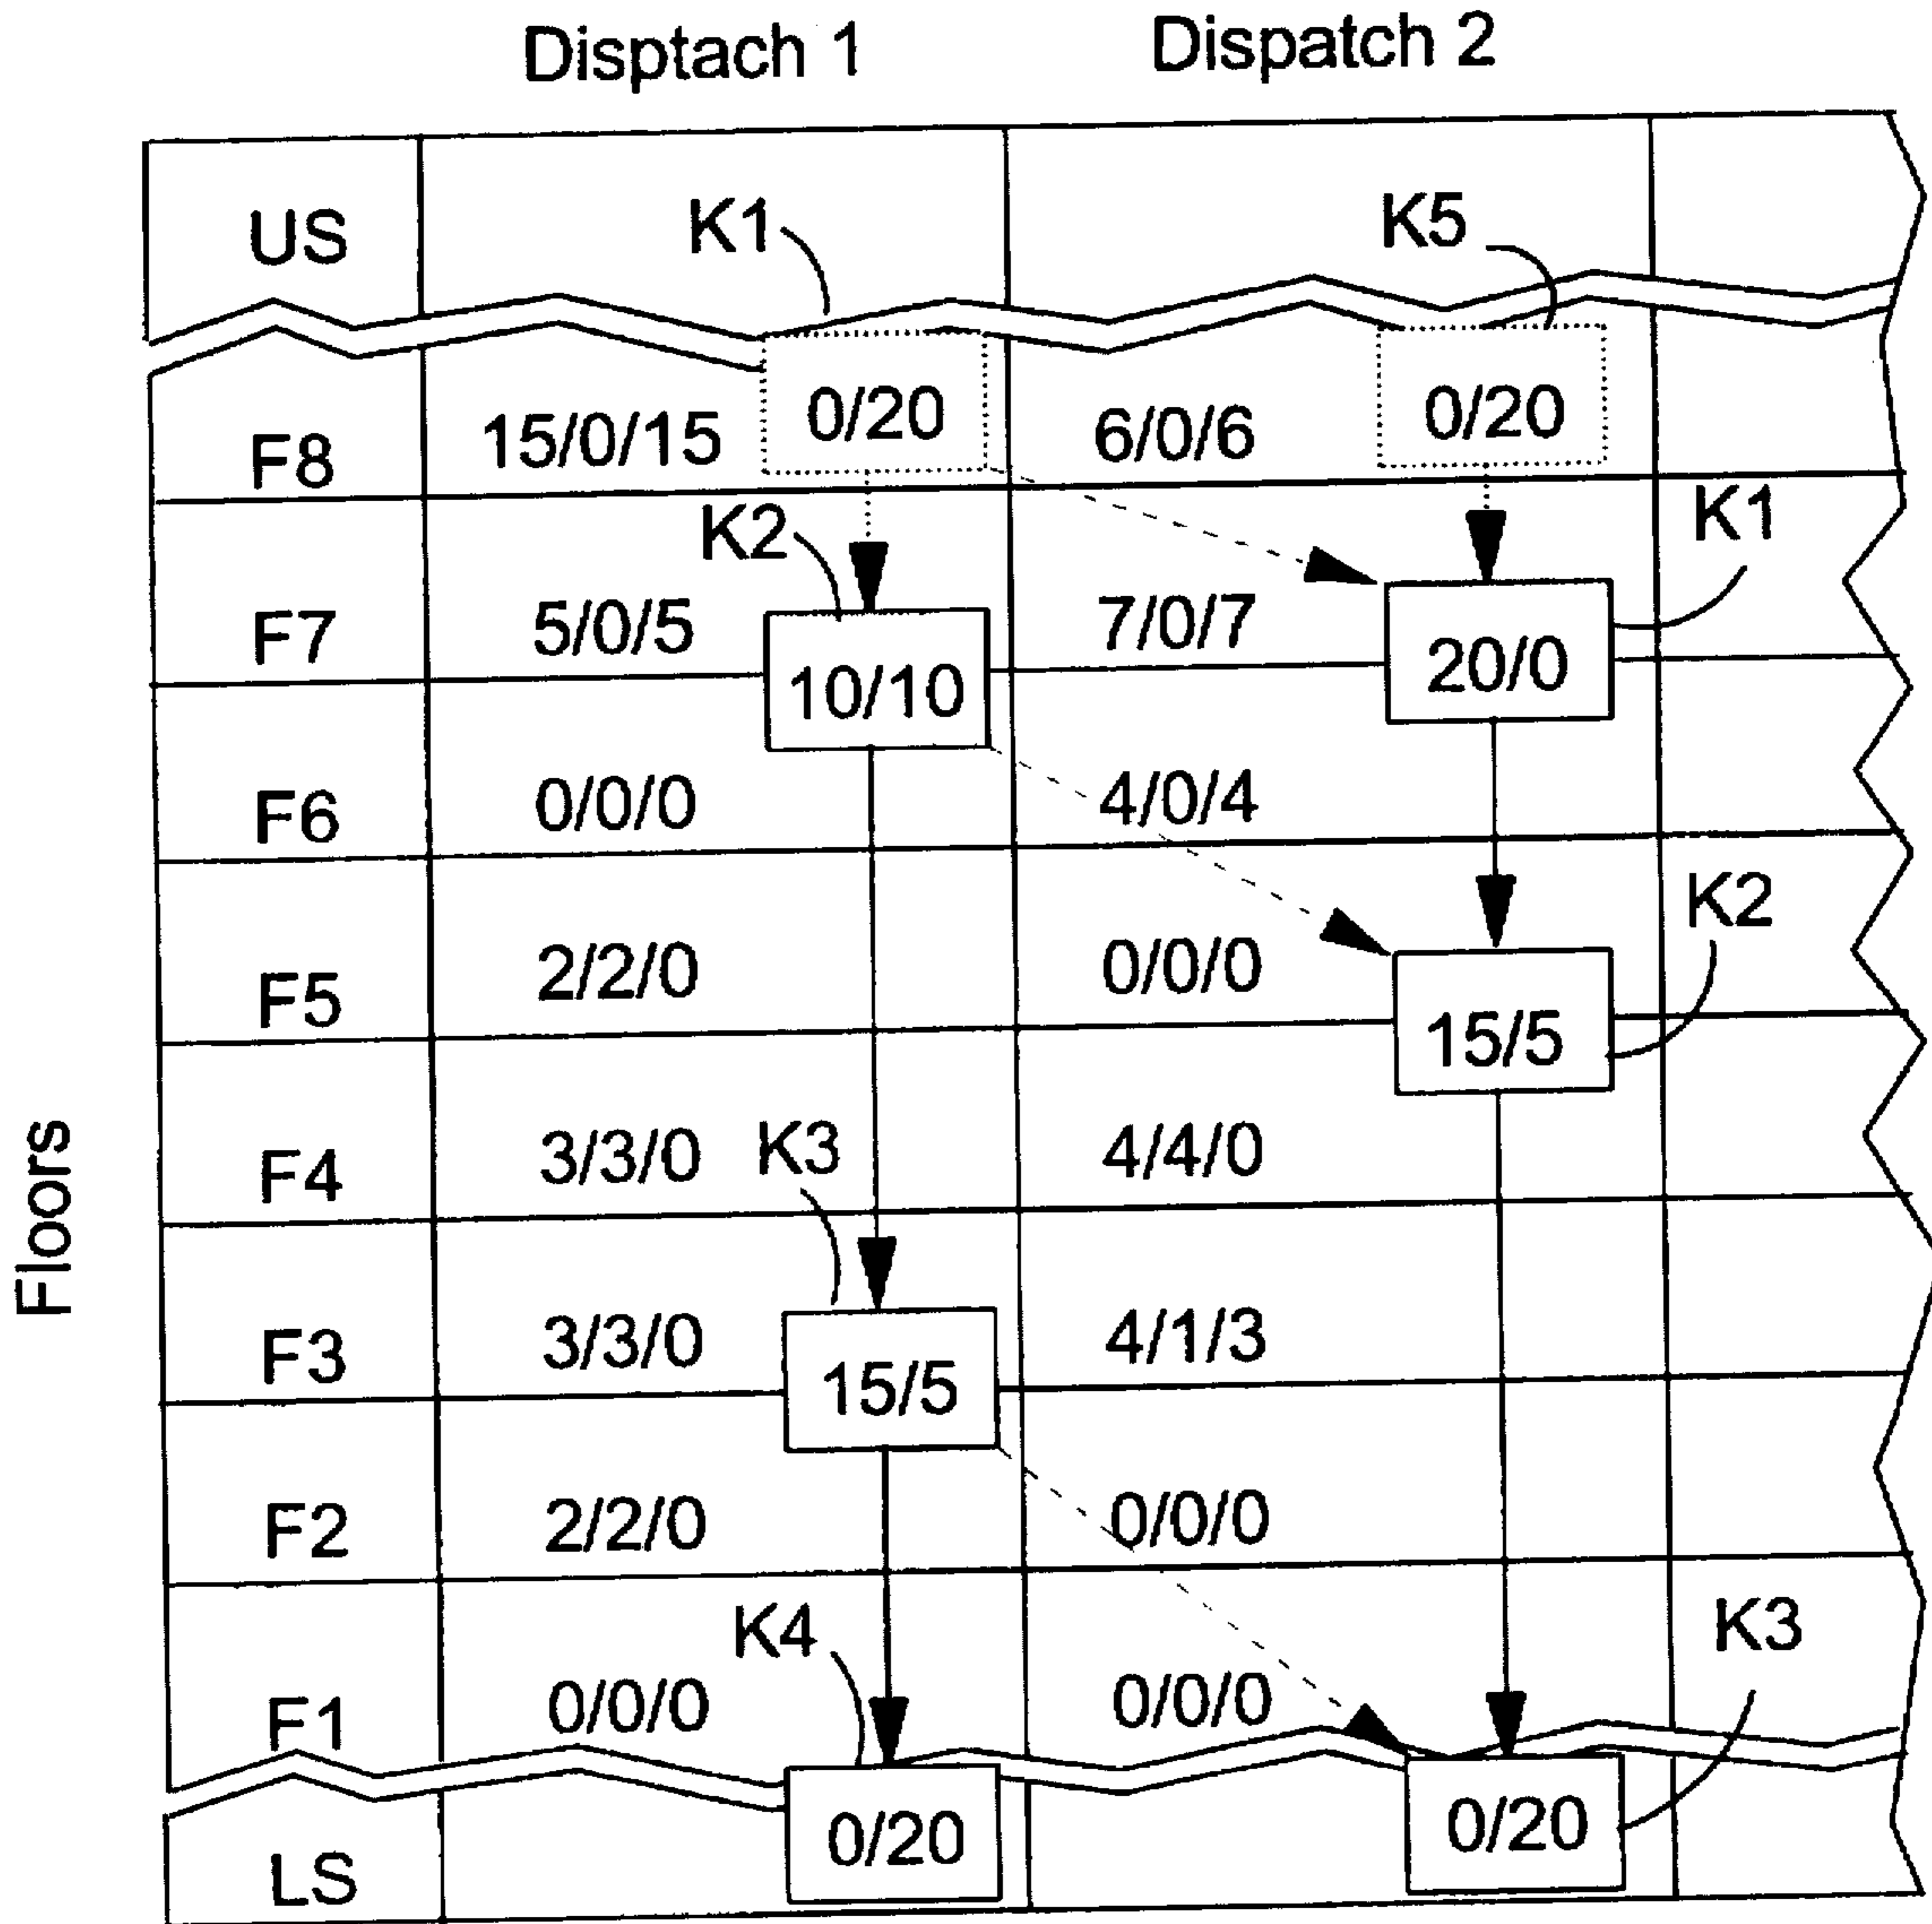 Disptach 1 Dispatch 2
US K1 K5
F8 15/0/15 0/20 6/0/6 0/20
K2 K1
F7 5/0/5 7/0/7
10/10 20/0
F6 0/0/0 4/0/4
K2
F5 2/2/0 0/0/0
15/5
F4 3/3/0 K3 4/4/0
Floors
F3 3/3/0 4/1/3
15/5
F2 2/2/0 0/0/0
K4 K3
F1 0/0/0 0/0/0
LS 0/20 0/20